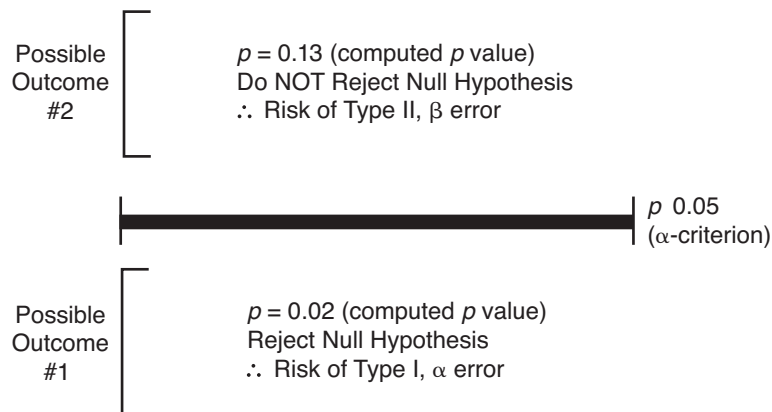 Possible
Outcome
#2
p = 0.13 (computed p value)
Do NOT Reject Null Hypothesis
∴ Risk of Type II, β error
p 0.05
(α-criterion)
Possible
Outcome
#1
p = 0.02 (computed p value)
Reject Null Hypothesis
∴ Risk of Type I, α error